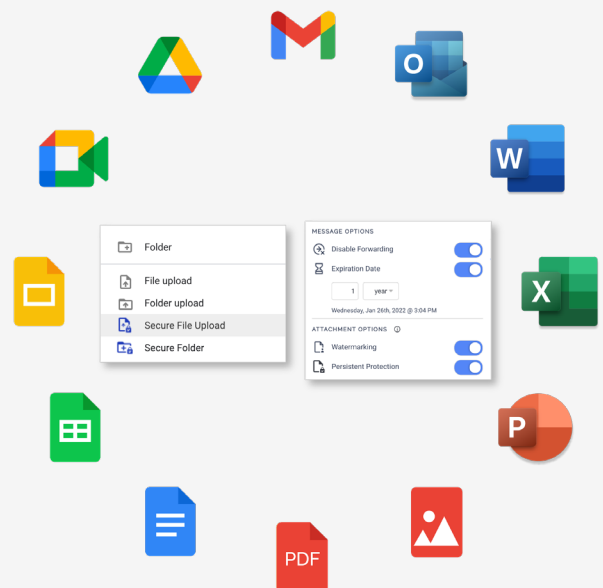 O
W
Folder
File upload
Folder upload
Secure File Upload
Secure Folder
MESSAGE OPTIONS
Disable Forwarding
Expiration Date
1 year
Wednesday, Jan 26th, 2022 @ 3:04 PM
ATTACHMENT OPTIONS
Watermarking
Persistent Protection
X
P
PDF